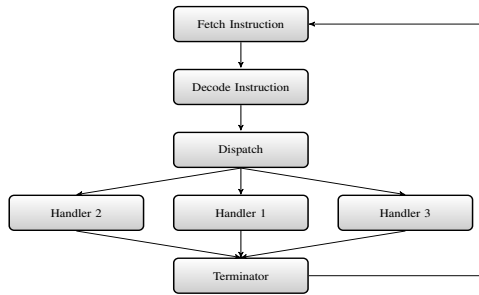 Fetch Instruction
Decode Instruction
Dispatch
Handler 2
Handler 1
Handler 3
Terminator